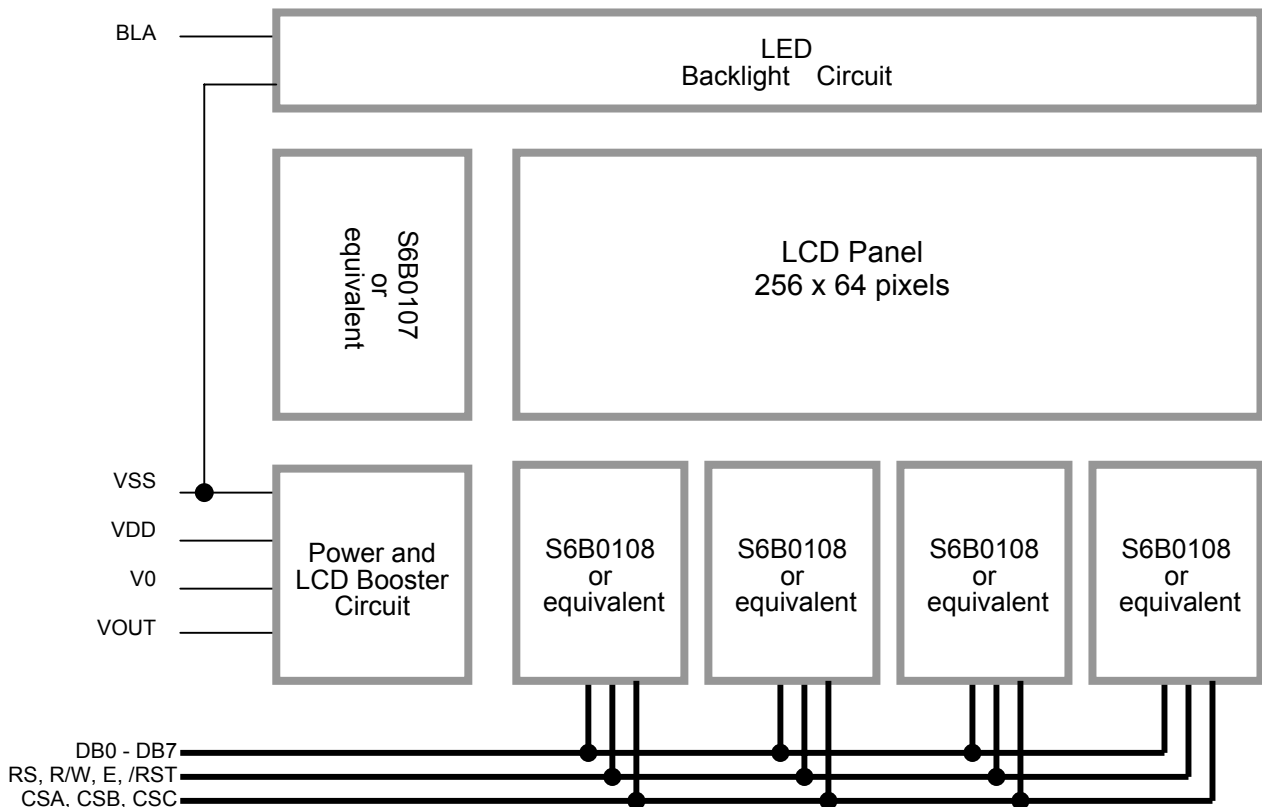 BLA
LED
Backlight Circuit
S6B0107
or
equivalent
LCD Panel
256 x 64 pixels
VSS
VDD
V0
VOUT
Power and
LCD Booster
Circuit
S6B0108
or
equivalent
S6B0108
or
equivalent
S6B0108
or
equivalent
S6B0108
or
equivalent
DB0 - DB7
RS, R/W, E, /RST
CSA, CSB, CSC